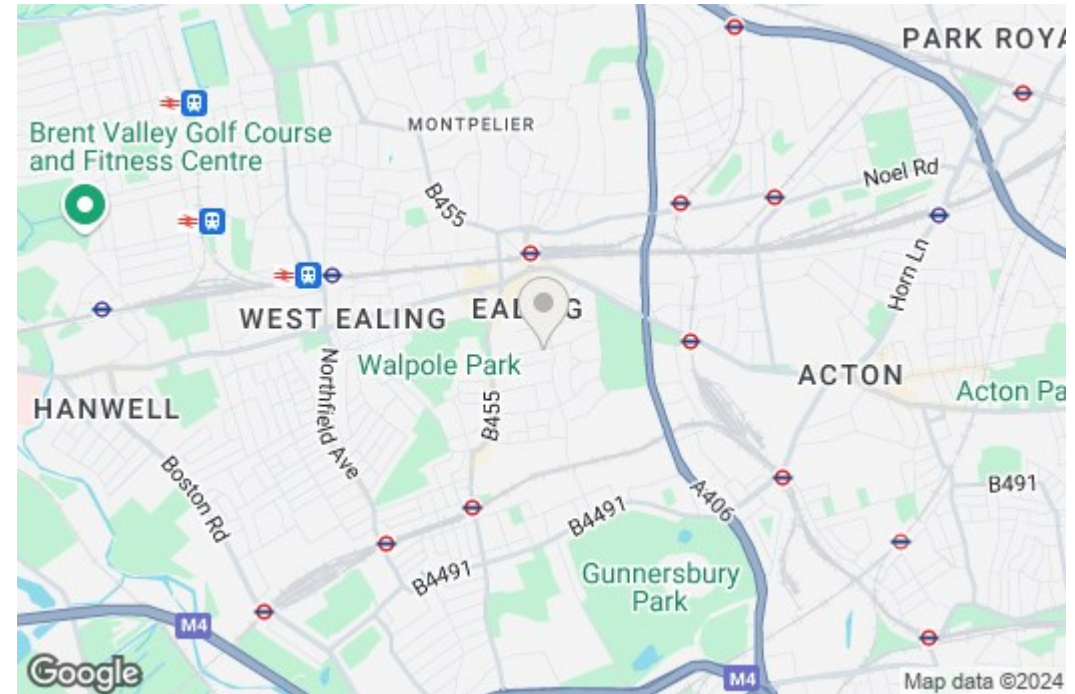 PARK ROYA
Brent Valley Golf Course
and Fitness Centre
MONTPELIER
Noel Rd
B455
Horn Ln
WEST EALING
EALING
Walpole Park
ACTON
Acton Pa
HANWELL
Northfield Ave
B455
Boston Rd
A406
B491
B4491
B4491
Gunnersbury
Park
M4
M4
Google
Map data ©2024